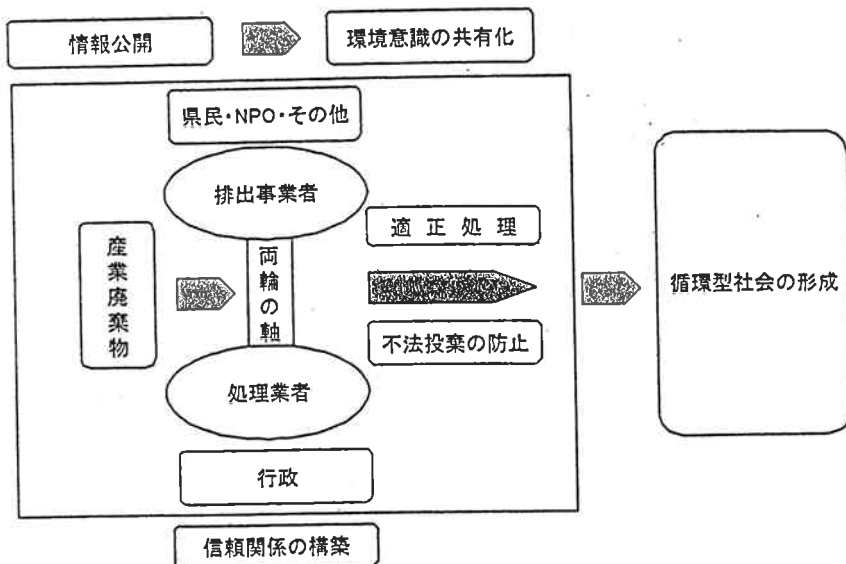 情報公開
環境意識の共有化
県民・NPO・その他
排出事業者
適正処理
産業廃棄物
両輪の軸
循環型社会の形成
不法投棄の防止
処理業者
行政
信頼関係の構築